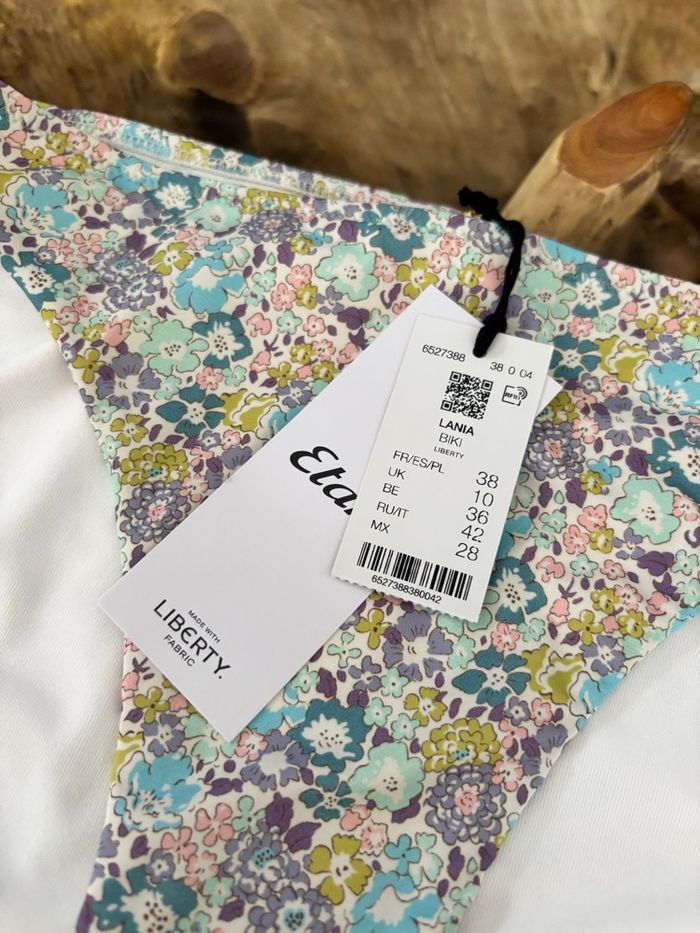 6527388 38 0 04
RFID
LANIA
BIKI
LIBERTY
FR/ES/PL 38
UK 10
BE 36
RU/IT 42
MX 28
6527388380042
MADE WITH
LIBERTY.
FABRIC